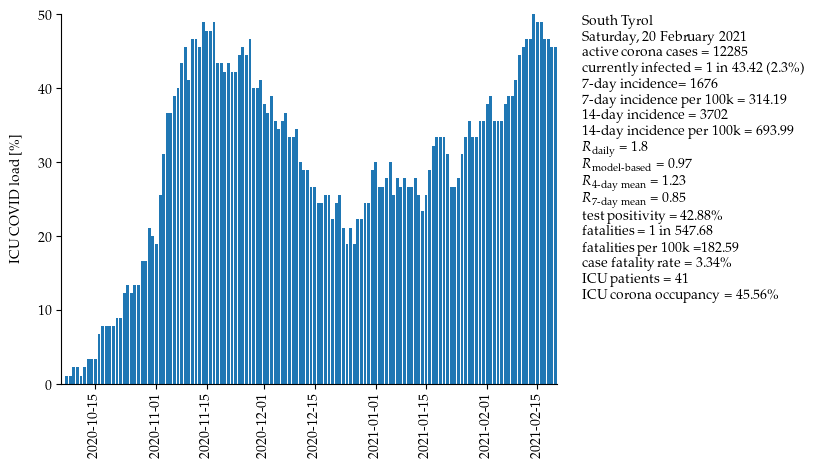 50
40
30
20
10
0
ICU COVID load [%]
2020-10-15
2020-11-01
2020-11-15
2020-12-01
2020-12-15
2021-01-01
2021-01-15
2021-02-01
2021-02-15
South Tyrol
Saturday, 20 February 2021
active corona cases = 12285
currently infected = 1 in 43.42 (2.3%)
7-day incidence= 1676
7-day incidence per 100k = 314.19
14-day incidence = 3702
14-day incidence per 100k = 693.99
R daily = 1.8
R model-based = 0.97
R 4-day mean = 1.23
R 7-day mean = 0.85
test positivity = 42.88%
fatalities = 1 in 547.68
fatalities per 100k =182.59
case fatality rate = 3.34%
ICU patients = 41
ICU corona occupancy = 45.56%